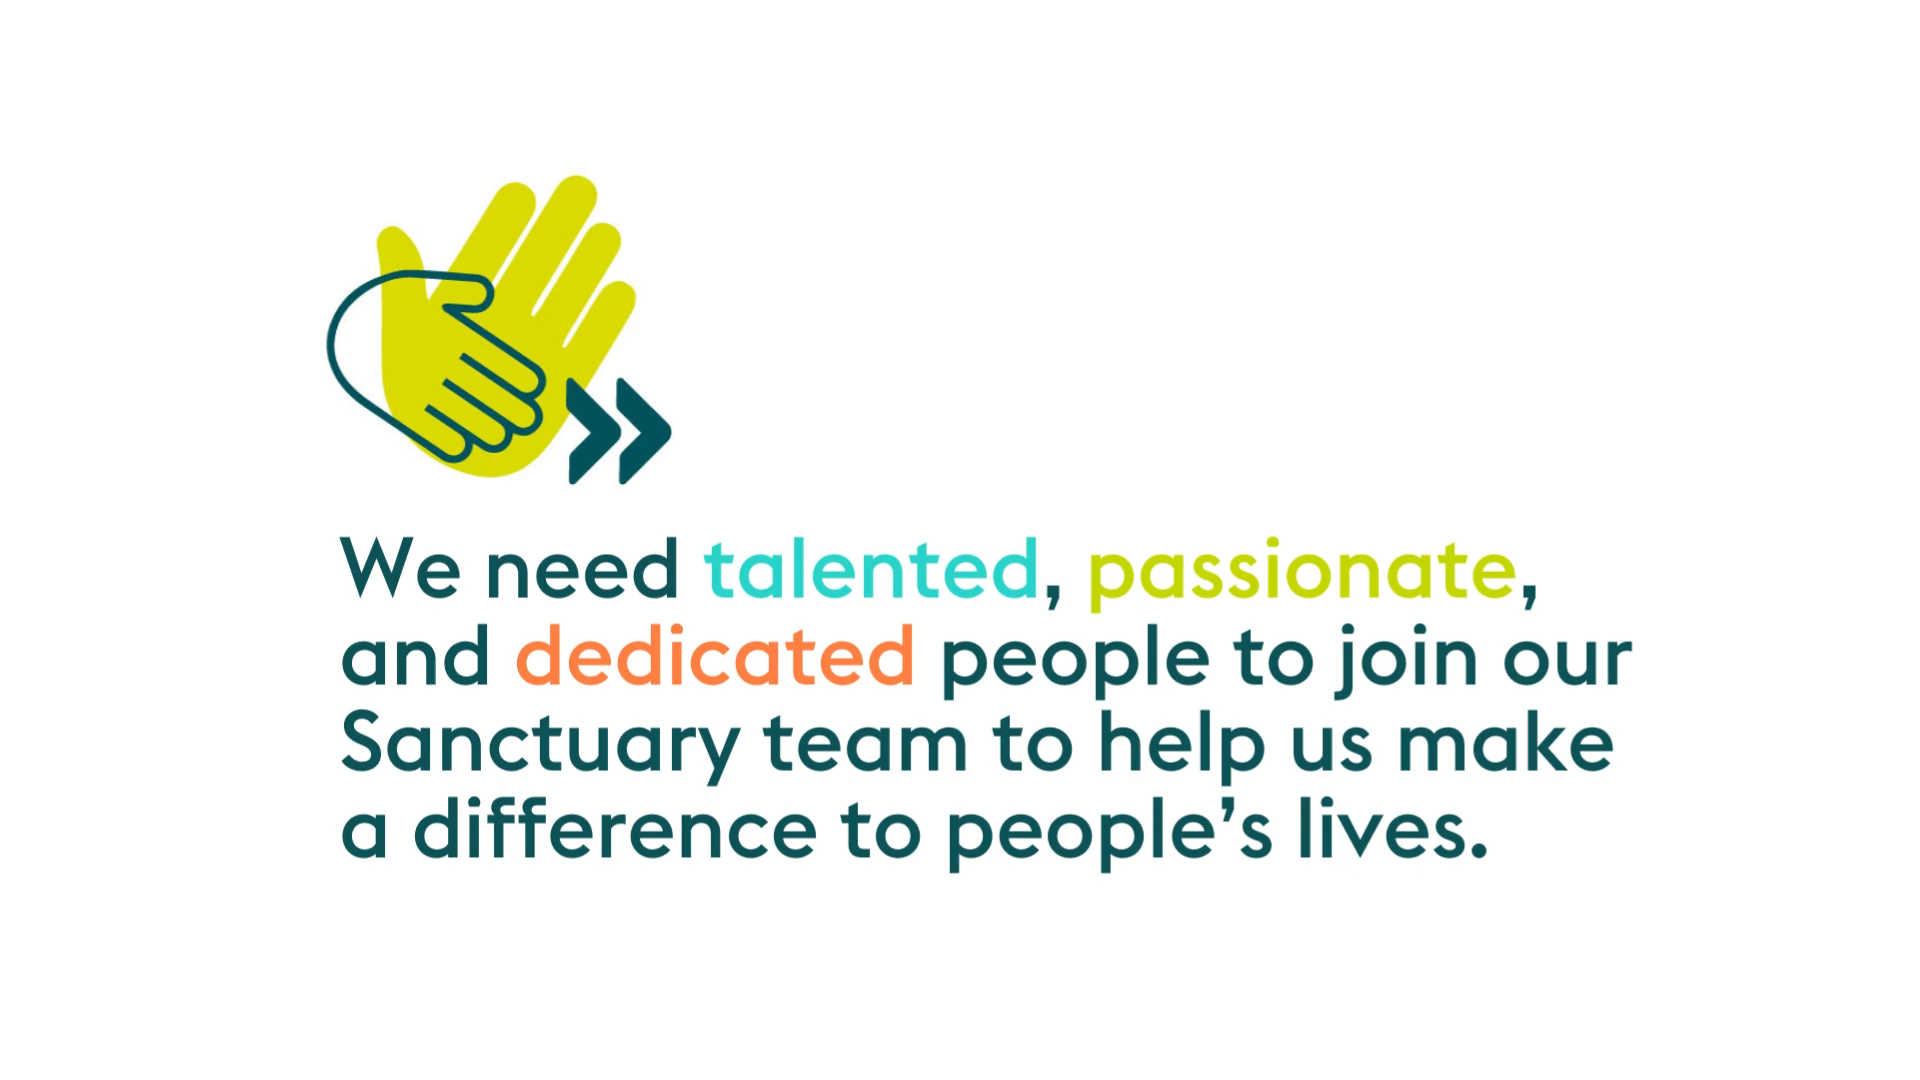 We need talented, passionate,
and dedicated people to join our
Sanctuary team to help us make
a difference to people’s lives.